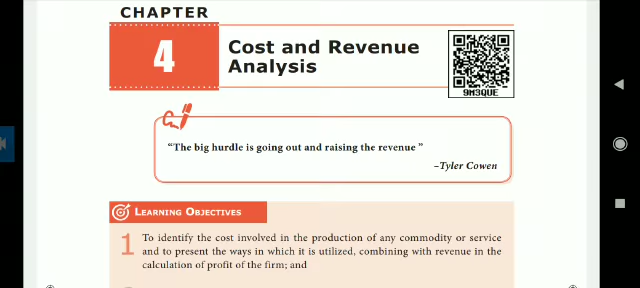 CHAPTER
4
Cost and Revenue
Analysis
9M3QUE
“The big hurdle is going out and raising the revenue ”
–Tyler Cowen
LEARNING OBJECTIVES
1
To identify the cost involved in the production of any commodity or service
and to present the ways in which it is utilized, combining with revenue in the
calculation of profit of the firm; and